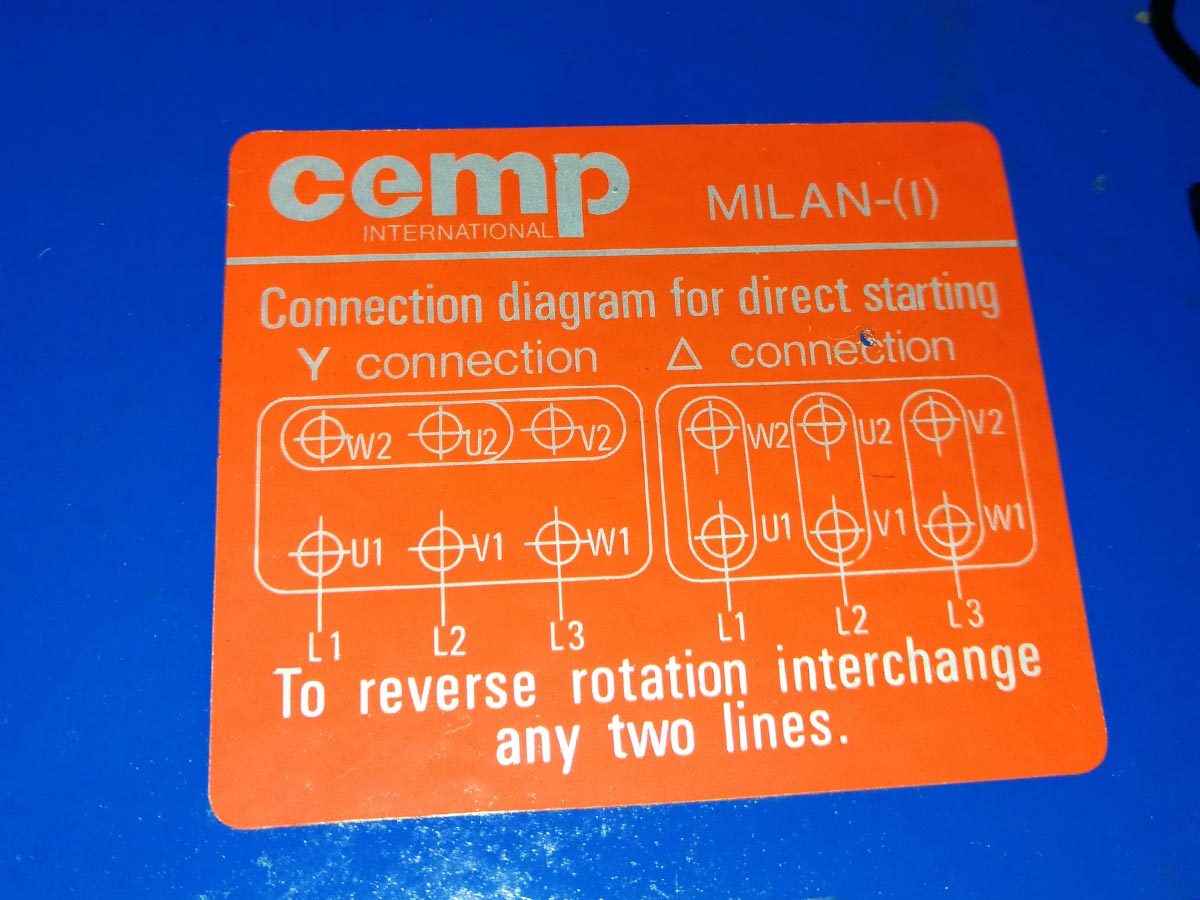 cemp
INTERNATIONAL
MILAN-(I)
Connection diagram for direct starting
Y connection
Δ connection
W2 U2 V2
U1 V1 W1
L1 L2 L3
W2 U2 V2
U1 V1 W1
L1 L2 L3
To reverse rotation interchange
any two lines.